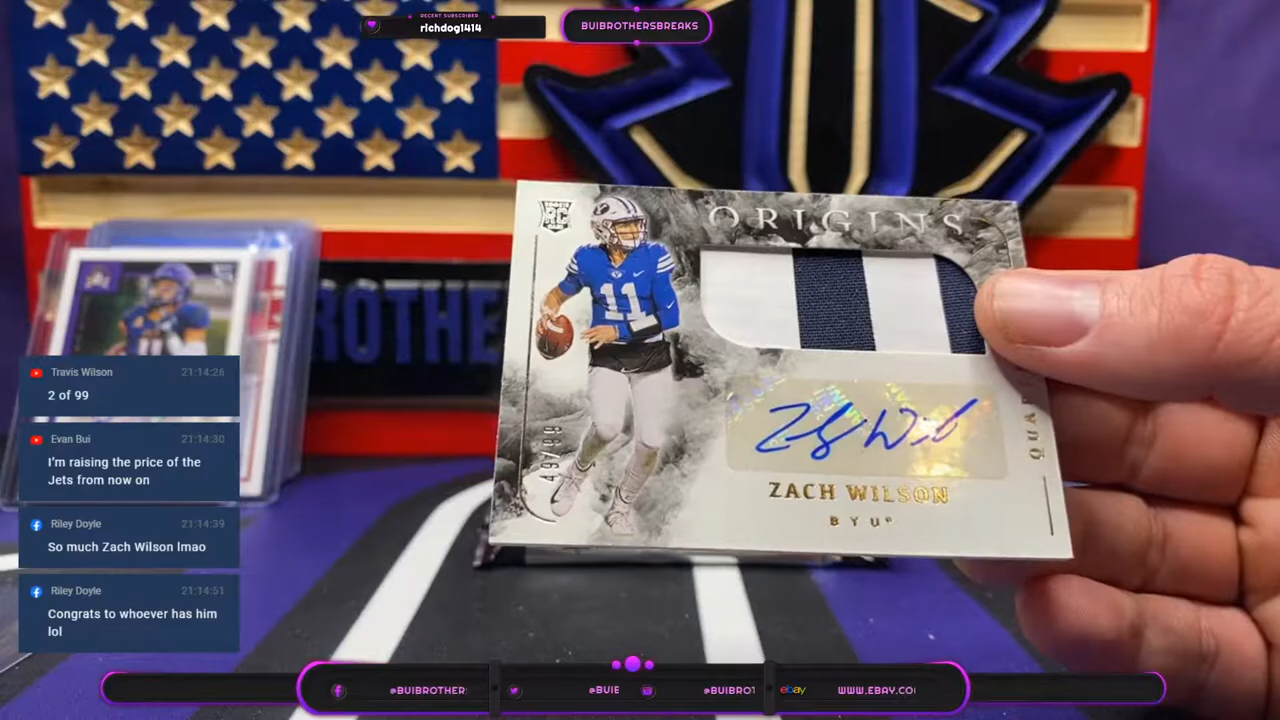 RECENT SUBSCRIBER
richdog1414
BUIBROTHERSBREAKS
ROTHE
RC
ORIGINS
11
49/99
Zach Wilson
ZACH WILSON
BYU
QUA
Travis Wilson 21:14:26
2 of 99
Evan Bui 21:14:30
I'm raising the price of the
Jets from now on
Riley Doyle 21:14:39
So much Zach Wilson lmao
Riley Doyle 21:14:51
Congrats to whoever has him
lol
@BUIBROTHER
@BUIE
@BUIBROT
ebay
WWW.EBAY.CO